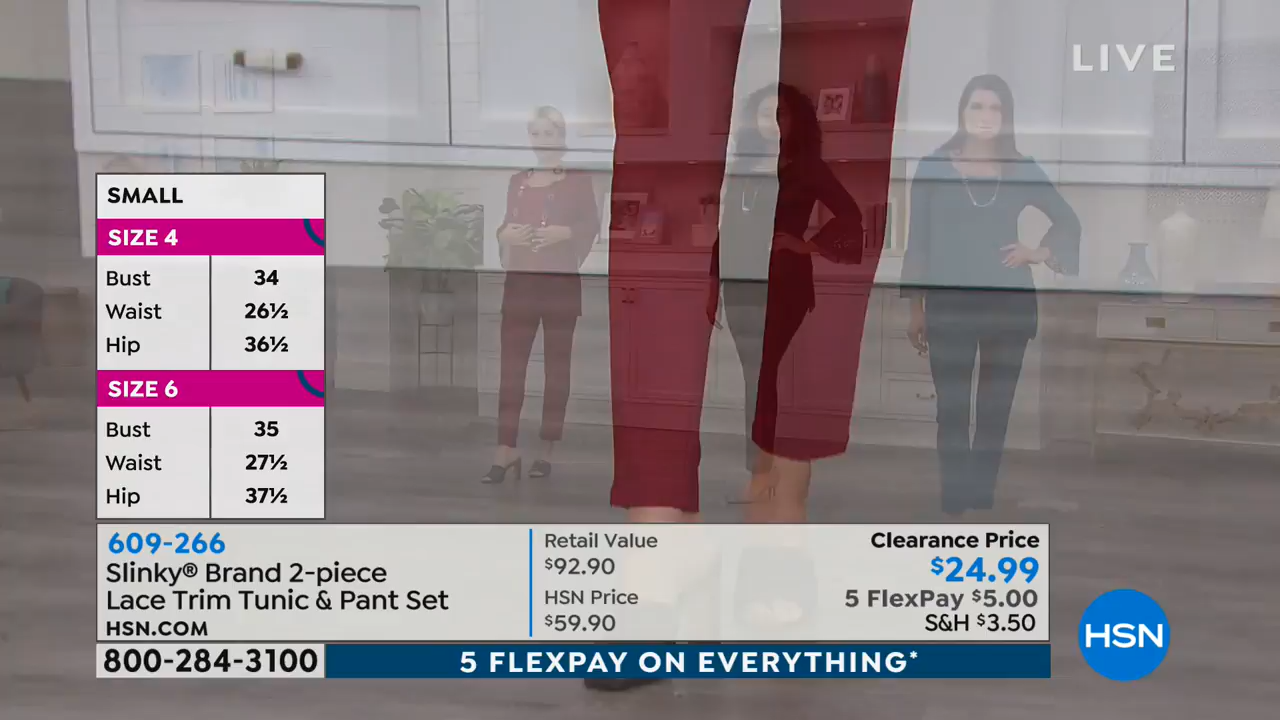 LIVE
SMALL
SIZE 4
Bust 34
Waist 26½
Hip 36½
SIZE 6
Bust 35
Waist 27½
Hip 37½
609-266
Slinky® Brand 2-piece
Lace Trim Tunic & Pant Set
HSN.COM
Retail Value
$92.90
HSN Price
$59.90
Clearance Price
$24.99
5 FlexPay $5.00
S&H $3.50
800-284-3100
5 FLEXPAY ON EVERYTHING*
HSN